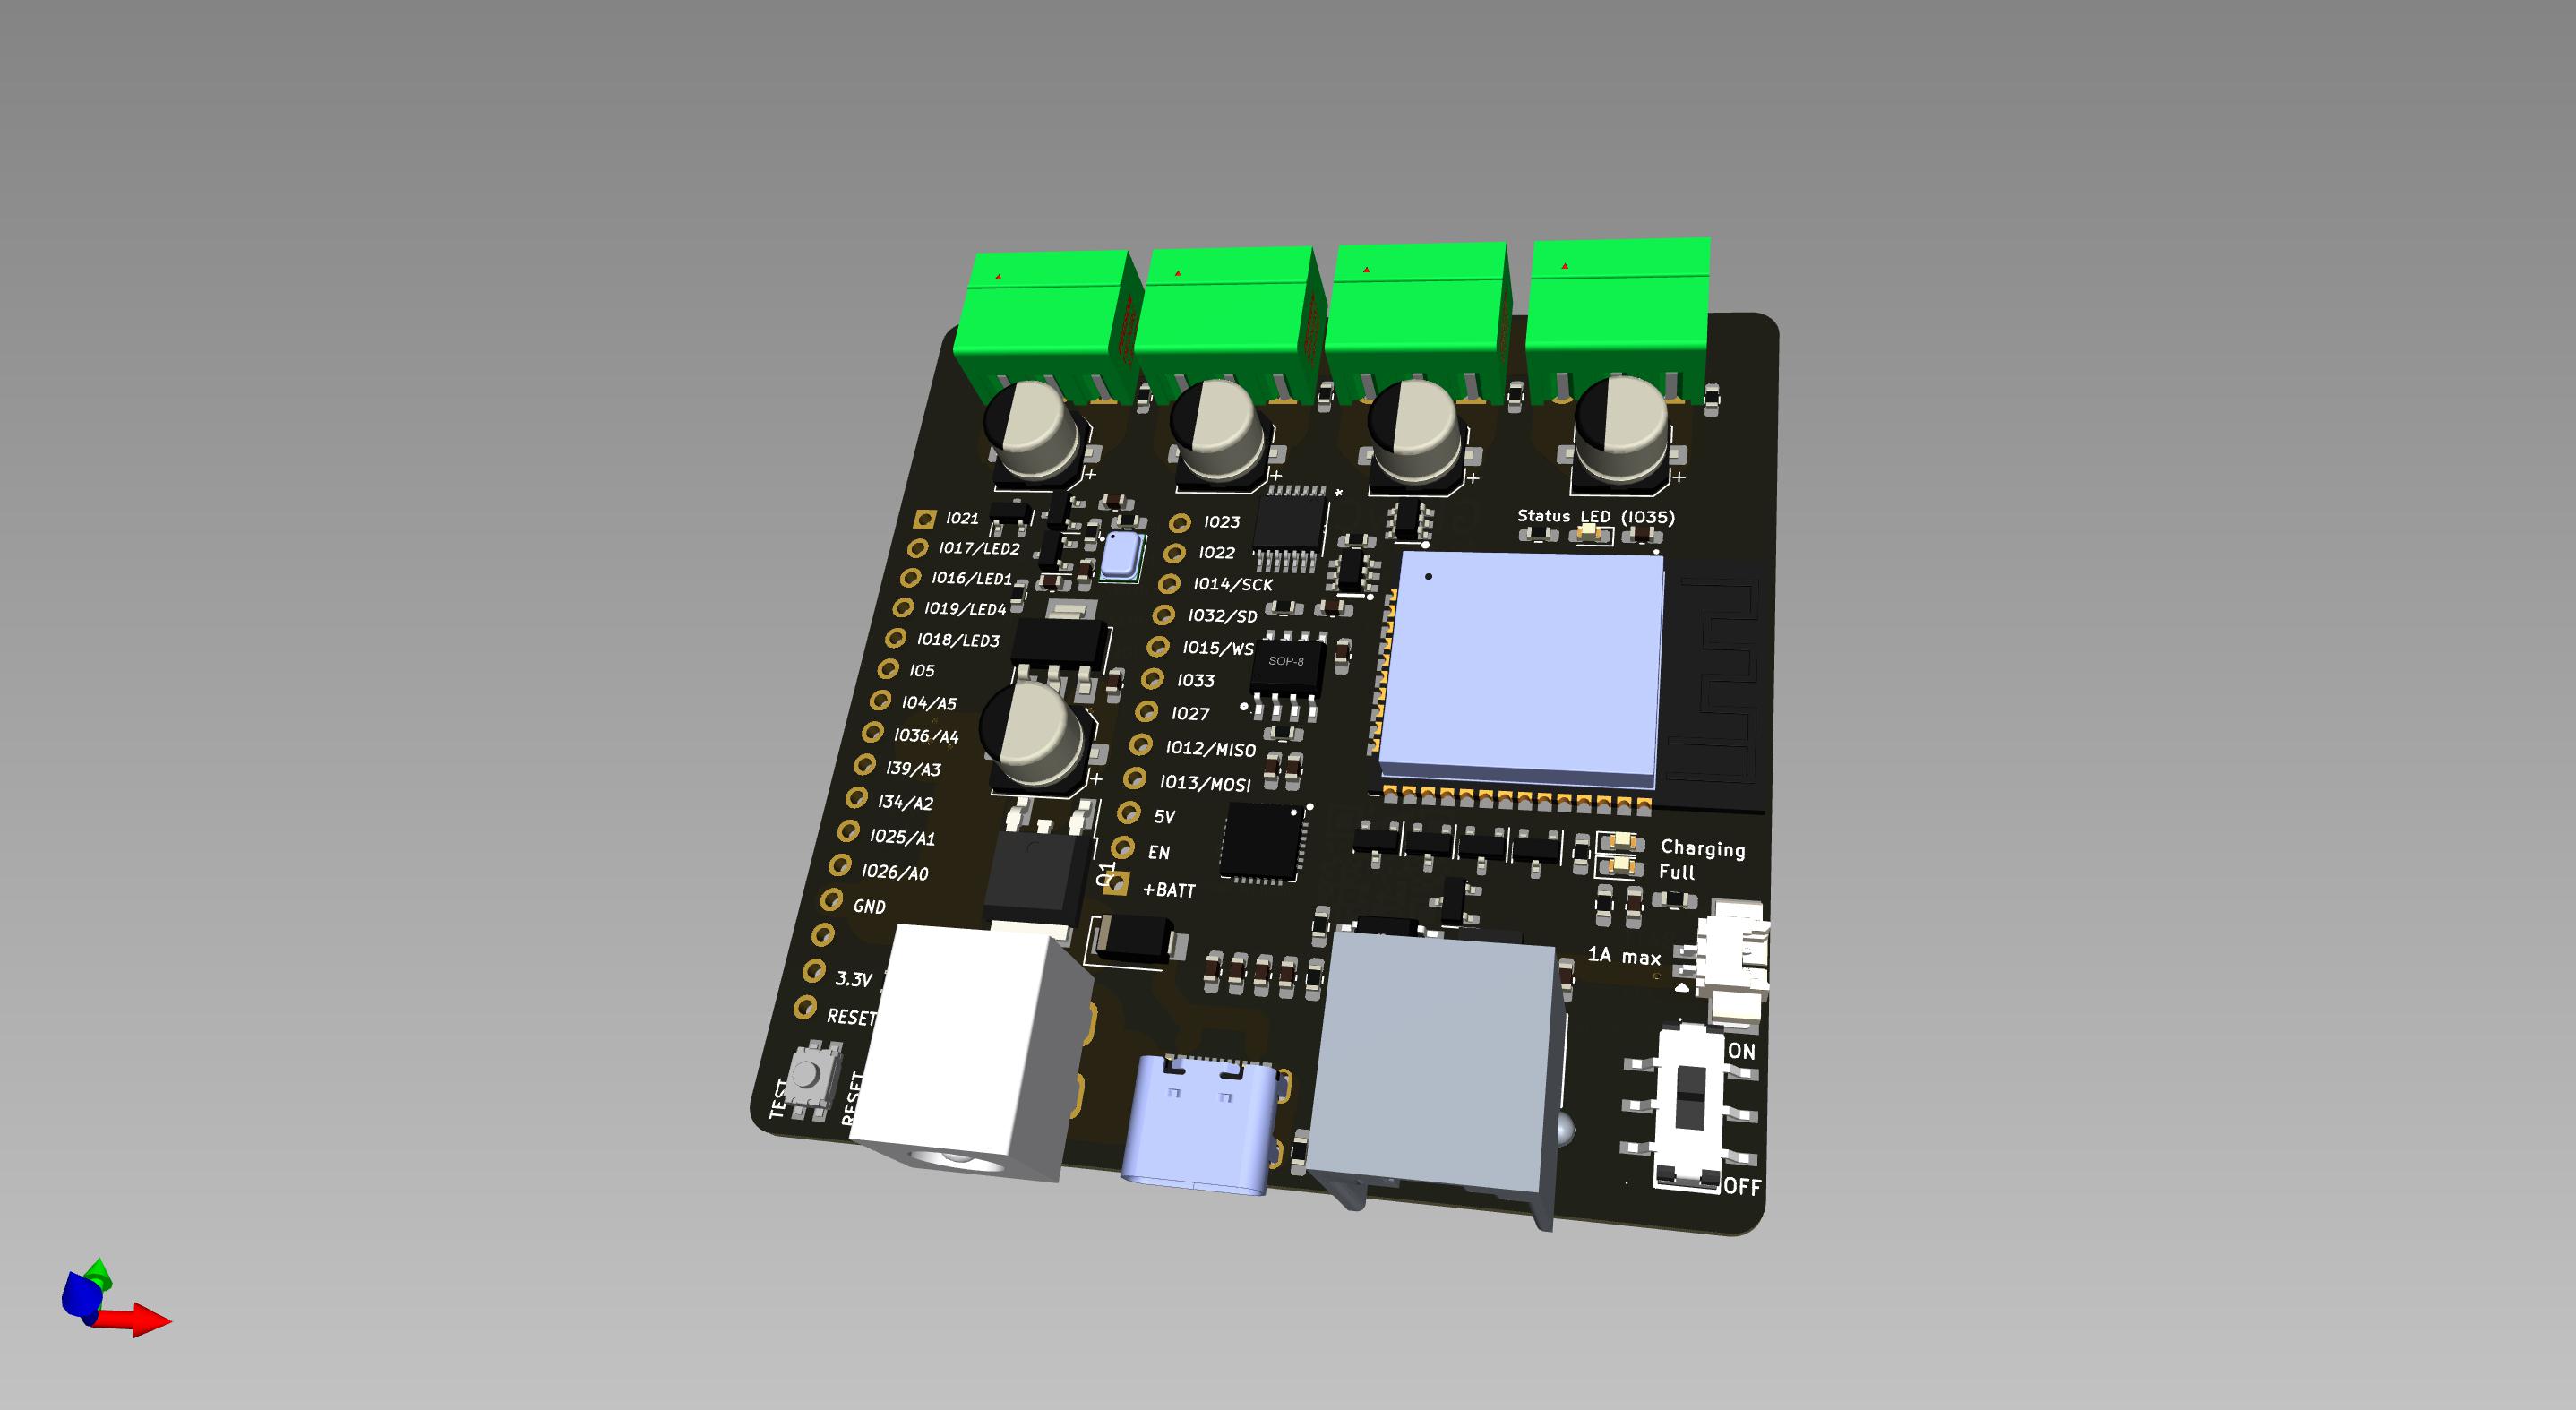 IO21
IO17/LED2
IO16/LED1
IO19/LED4
IO18/LED3
IO5
IO4/A5
IO36/A4
I39/A3
I34/A2
IO25/A1
IO26/A0
GND
3.3V
RESET
TEST
RESET
IO23
IO22
IO14/SCK
IO32/SD
IO15/WS
IO33
IO27
IO12/MISO
IO13/MOSI
5V
EN
+BATT
Q1
SOP-8
Status LED (IO35)
Charging
Full
1A max
ON
OFF
+
+
+
+
+
*